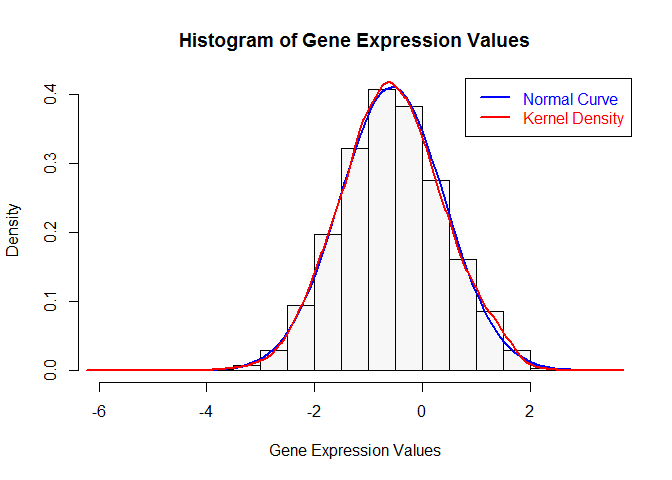 Histogram of Gene Expression Values
Normal Curve
Kernel Density
Density
0.4
0.3
0.2
0.1
0.0
-6 -4 -2 0 2
Gene Expression Values